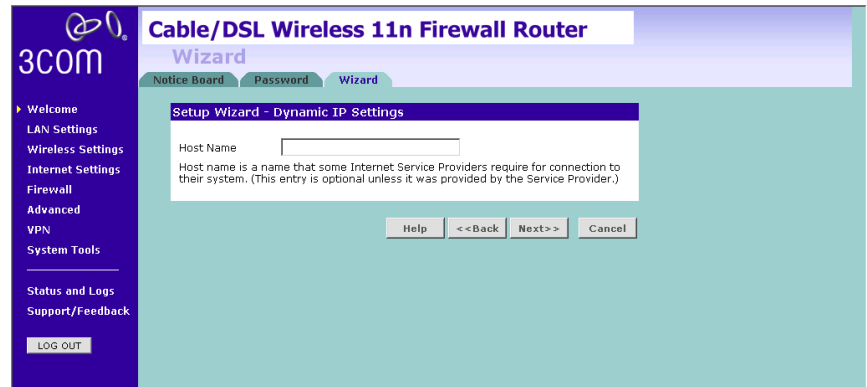 3COM
Cable/DSL Wireless 11n Firewall Router
Wizard
Notice Board
Password
Wizard
Welcome
LAN Settings
Wireless Settings
Internet Settings
Firewall
Advanced
VPN
System Tools
Status and Logs
Support/Feedback
LOG OUT
Setup Wizard - Dynamic IP Settings
Host Name
Host name is a name that some Internet Service Providers require for connection to
their system. (This entry is optional unless it was provided by the Service Provider.)
Help
<<Back
Next>>
Cancel